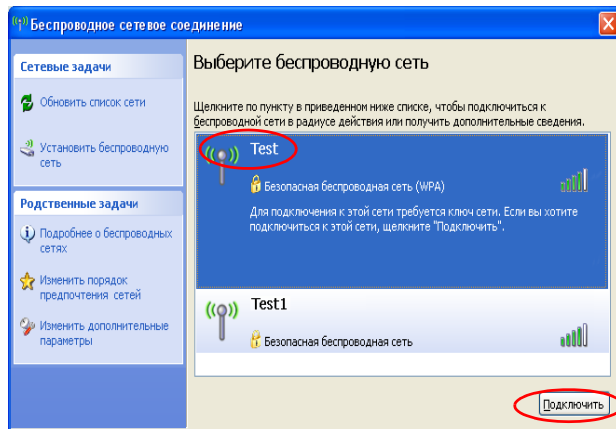 Беспроводное сетевое соединение
Сетевые задачи
Обновить список сети
Установить беспроводную
сеть
Родственные задачи
Подробнее о беспроводных
сетях
Изменить порядок
предпочтения сетей
Изменить дополнительные
параметры
Выберите беспроводную сеть
Щелкните по пункту в приведенном ниже списке, чтобы подключиться к
беспроводной сети в радиусе действия или получить дополнительные сведения.
Test
Безопасная беспроводная сеть (WPA)
Для подключения к этой сети требуется ключ сети. Если вы хотите
подключиться к этой сети, щелкните "Подключить".
Test1
Безопасная беспроводная сеть
Подключить